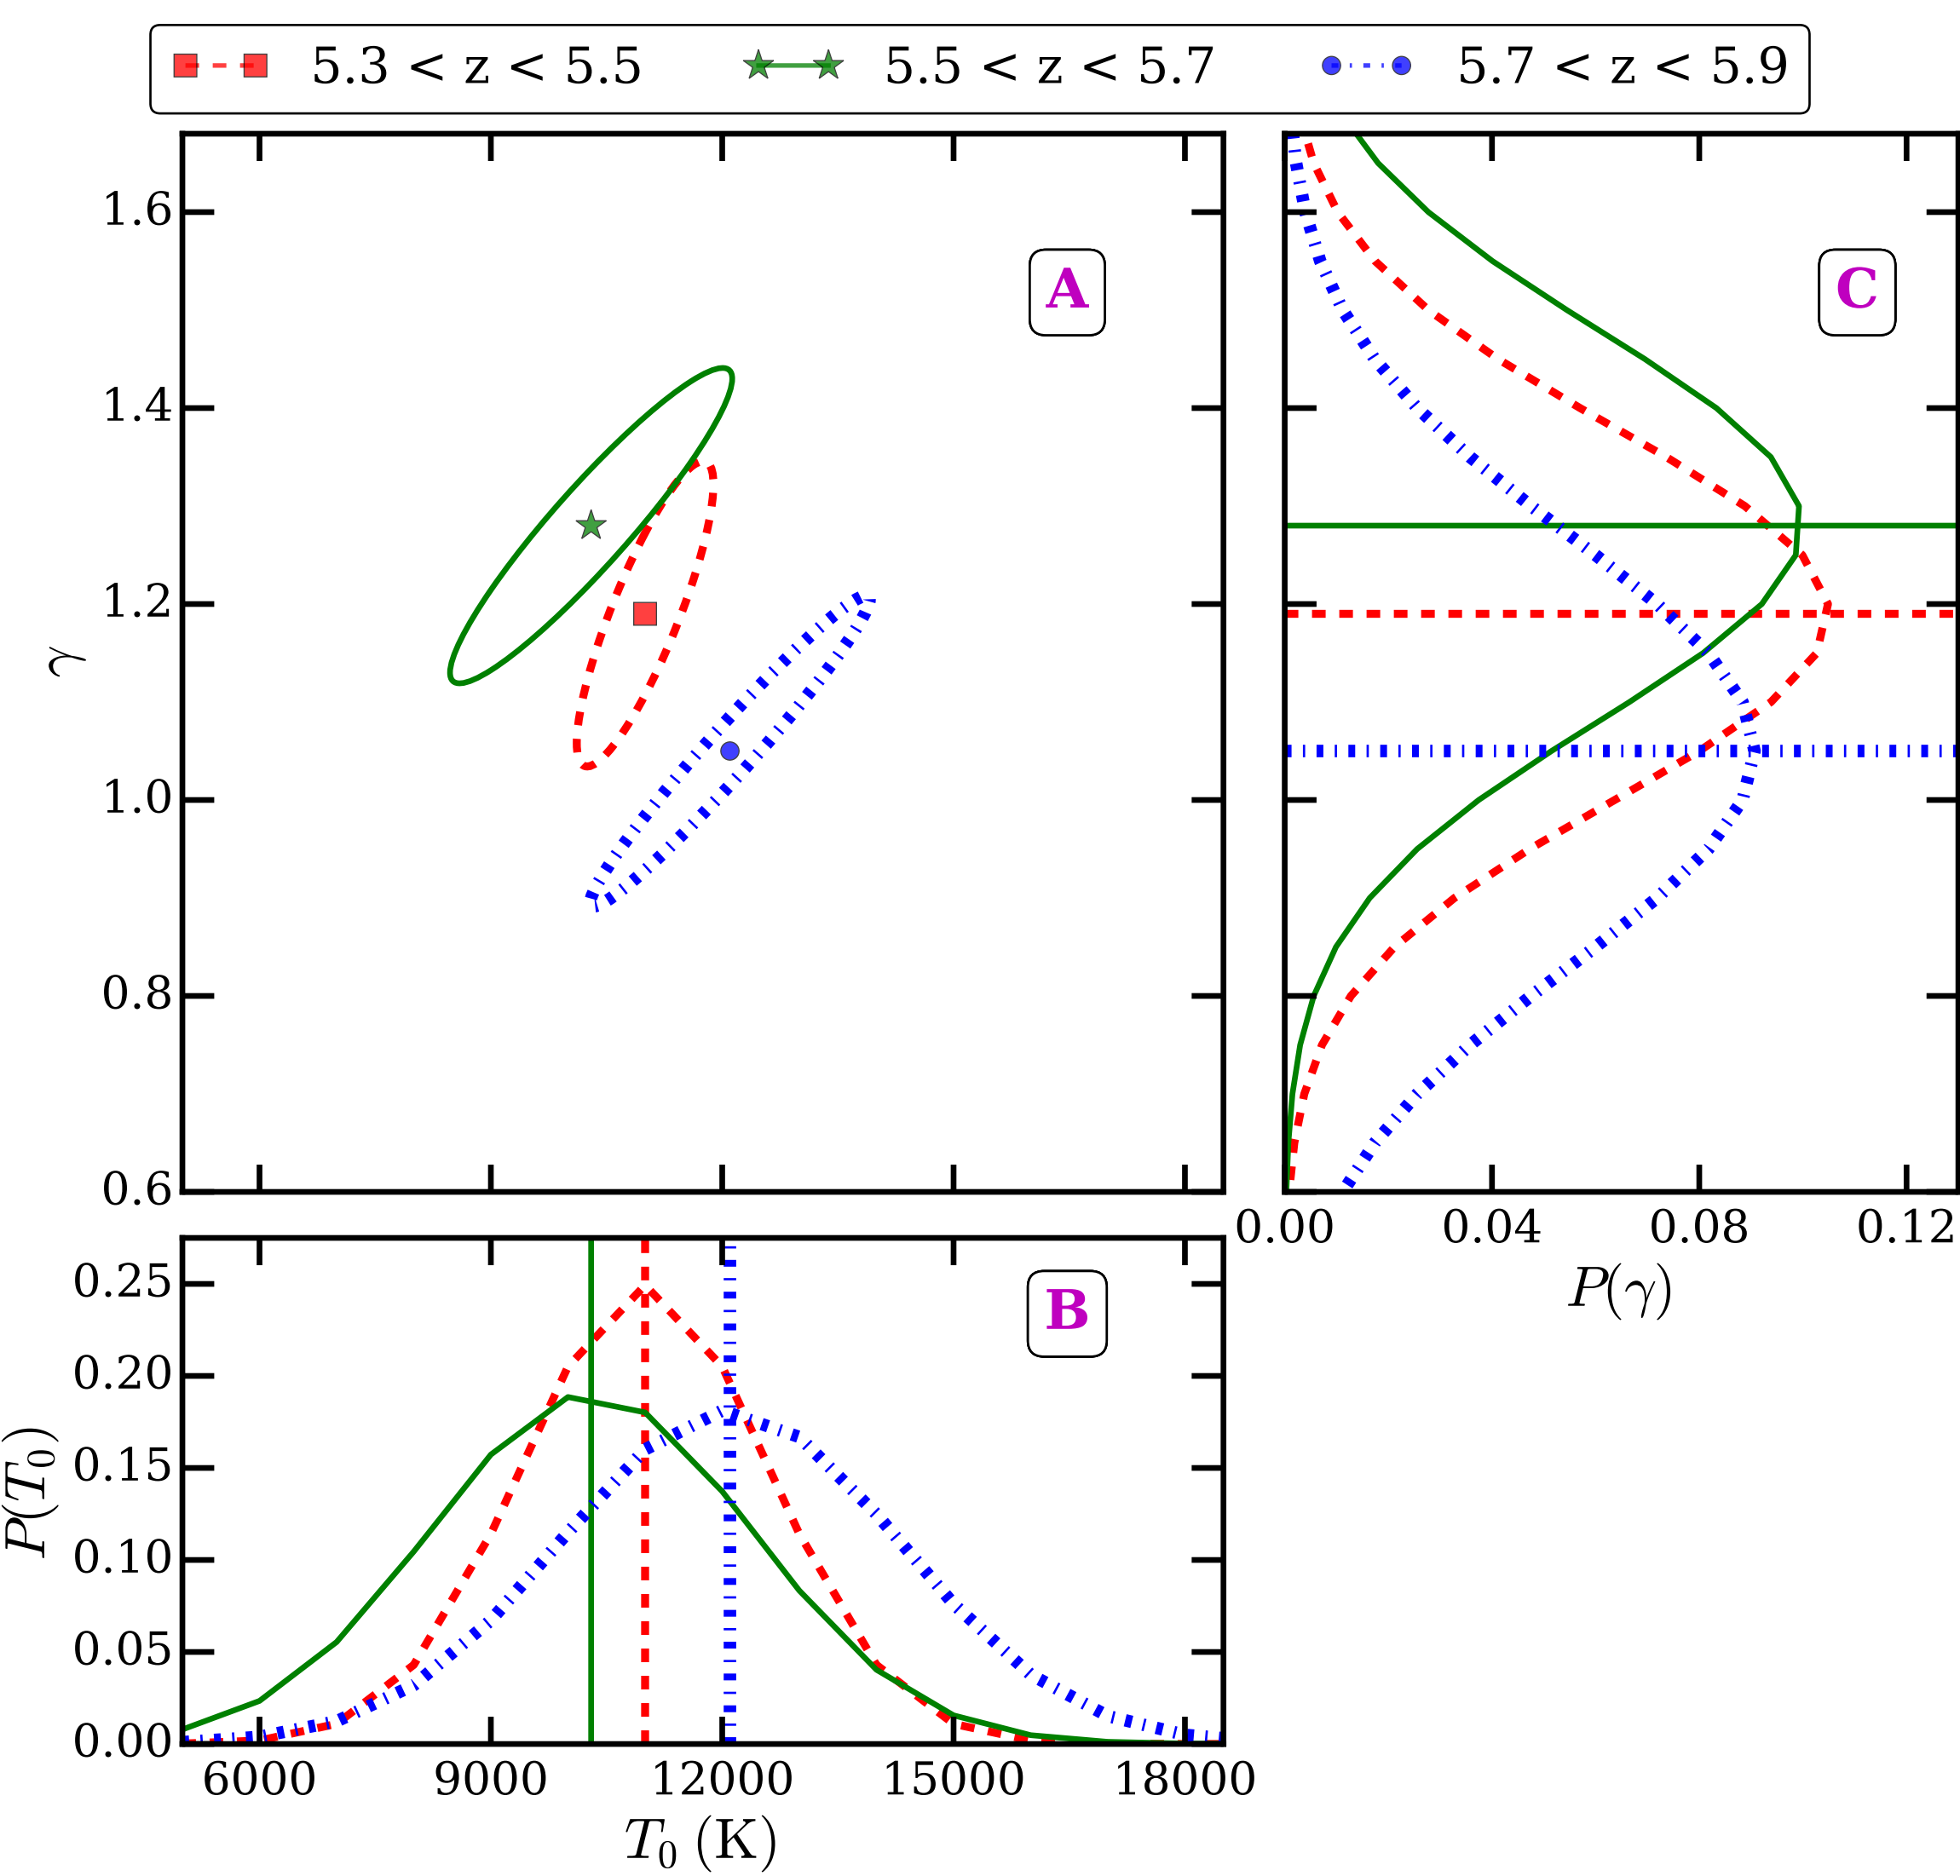 5.3 < z < 5.5 5.5 < z < 5.7 5.7 < z < 5.9
A
C
1.6
1.4
1.2
1.0
0.8
0.6
γ
0.00 0.04 0.08 0.12
P(γ)
B
0.25
0.20
0.15
0.10
0.05
0.00
P(T₀)
6000 9000 12000 15000 18000
T₀ (K)